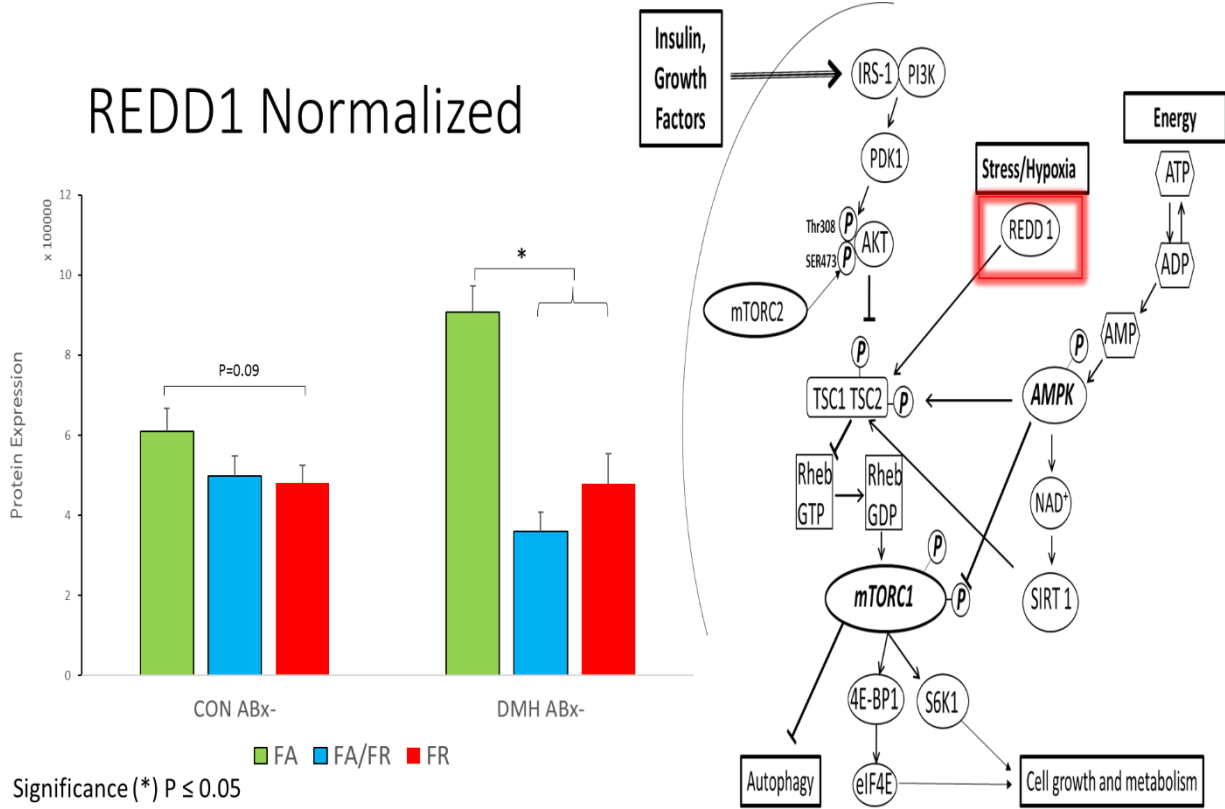 REDD1 Normalized
x 100000
Protein Expression
12
10
8
6
4
2
0
P=0.09
*
CON ABx-
DMH ABx-
FA
FA/FR
FR
Significance (*) P ≤ 0.05
Insulin,
Growth
Factors
IRS-1
PI3K
PDK1
Thr308
P
SER473
P
AKT
mTORC2
Stress/Hypoxia
REDD 1
Energy
ATP
ADP
AMP
P
AMPK
P
TSC1 TSC2
P
Rheb
GTP
Rheb
GDP
NAD+
SIRT 1
P
mTORC1
P
4E-BP1
S6K1
eIF4E
Autophagy
Cell growth and metabolism